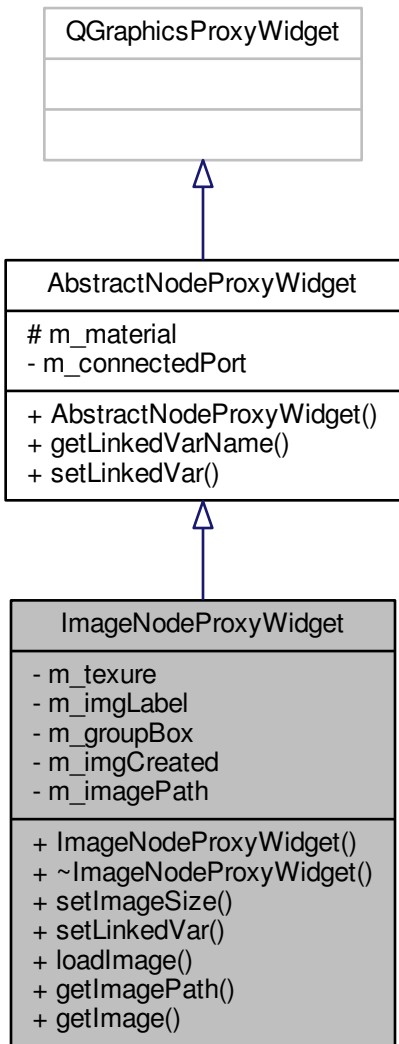 QGraphicsProxyWidget
AbstractNodeProxyWidget
# m_material
- m_connectedPort
+ AbstractNodeProxyWidget()
+ getLinkedVarName()
+ setLinkedVar()
ImageNodeProxyWidget
- m_texure
- m_imgLabel
- m_groupBox
- m_imgCreated
- m_imagePath
+ ImageNodeProxyWidget()
+ ~ImageNodeProxyWidget()
+ setImageSize()
+ setLinkedVar()
+ loadImage()
+ getImagePath()
+ getImage()